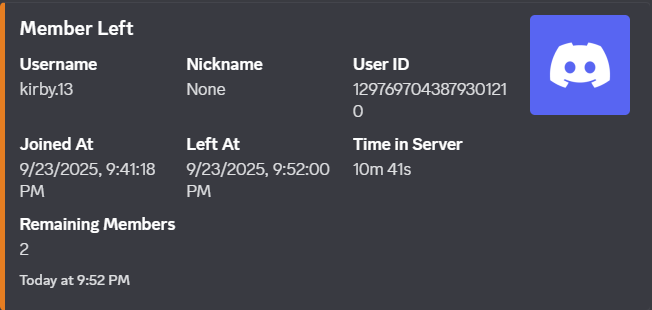 Member Left
Username Nickname User ID
kirby.13 None 129769704387930121
0
Joined At Left At Time in Server
9/23/2025, 9:41:18 9/23/2025, 9:52:00 10m 41s
PM PM
Remaining Members
2
Today at 9:52 PM